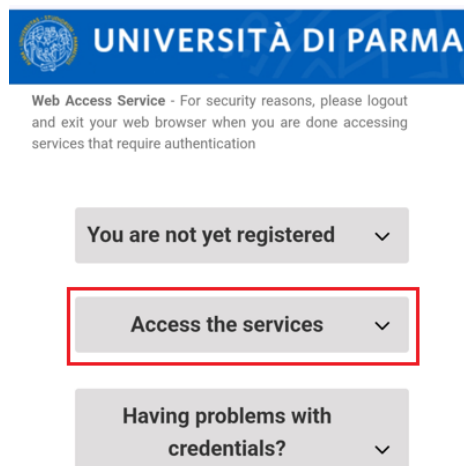 UNIVERSITÀ DI PARMA
Web Access Service - For security reasons, please logout
and exit your web browser when you are done accessing
services that require authentication
You are not yet registered
Access the services
Having problems with
credentials?